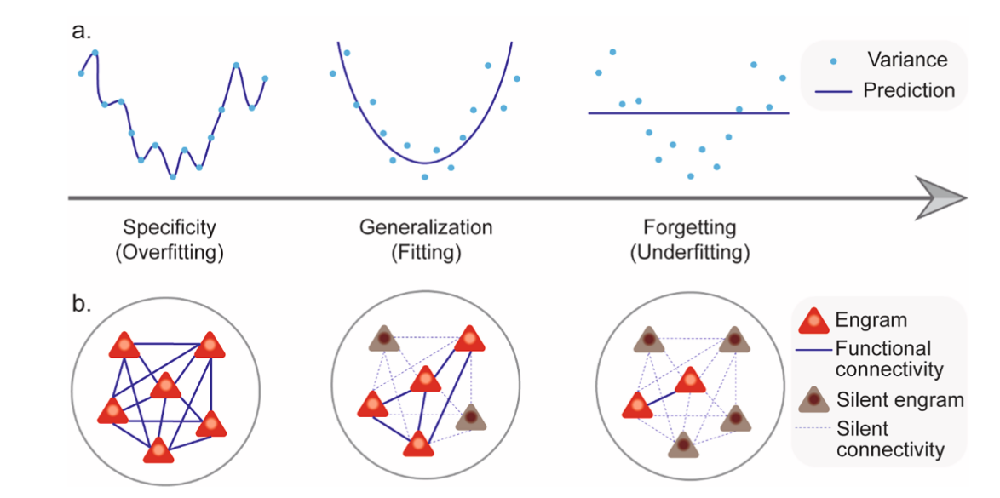 a.
Variance
Prediction
Specificity
(Overfitting)
Generalization
(Fitting)
Forgetting
(Underfitting)
b.
Engram
Functional
connectivity
Silent engram
Silent
connectivity